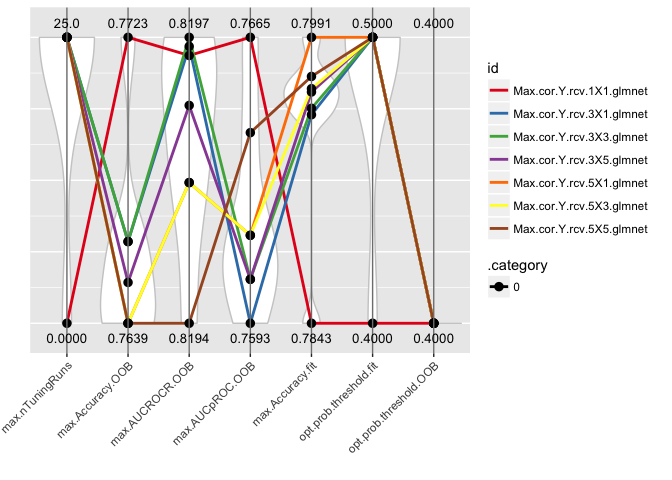 25.0 0.7723 0.8197 0.7665 0.7991 0.5000 0.4000
0.0000 0.7639 0.8194 0.7593 0.7843 0.4000 0.4000
max.nTuningRuns
max.Accuracy.OOB
max.AUCROCR.OOB
max.AUCpROC.OOB
max.Accuracy.fit
opt.prob.threshold.fit
opt.prob.threshold.OOB
id
Max.cor.Y.rcv.1X1.glmnet
Max.cor.Y.rcv.3X1.glmnet
Max.cor.Y.rcv.3X3.glmnet
Max.cor.Y.rcv.3X5.glmnet
Max.cor.Y.rcv.5X1.glmnet
Max.cor.Y.rcv.5X3.glmnet
Max.cor.Y.rcv.5X5.glmnet
.category
0